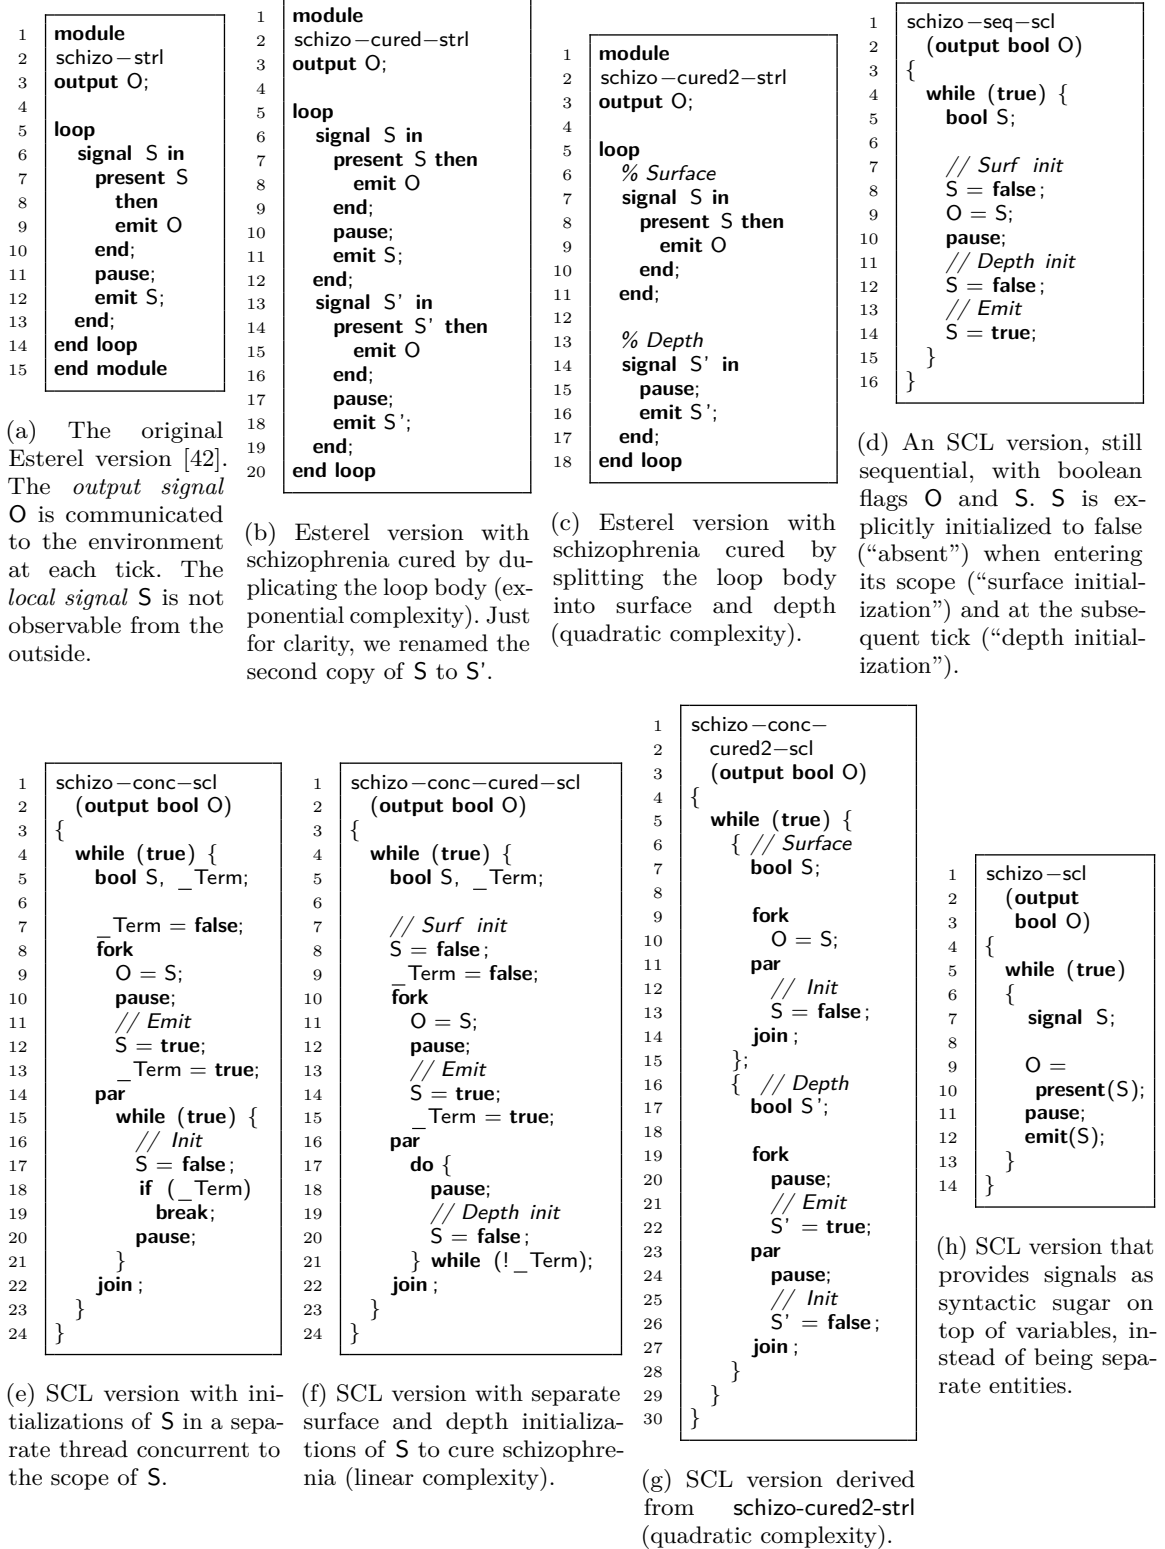 1 module
2 schizo−strl
3 output O;
4
5 loop
6 signal S in
7 present S
8 then
9 emit O
10 end;
11 pause;
12 emit S;
13 end;
14 end loop
15 end module
(a) The original
Esterel version [42].
The output signal
O is communicated
to the environment
at each tick. The
local signal S is not
observable from the
outside.
1 module
2 schizo−cured−strl
3 output O;
4
5 loop
6 signal S in
7 present S then
8 emit O
9 end;
10 pause;
11 emit S;
12 end;
13 signal S' in
14 present S' then
15 emit O
16 end;
17 pause;
18 emit S';
19 end;
20 end loop
(b) Esterel version with
schizophrenia cured by du-
plicating the loop body (ex-
ponential complexity). Just
for clarity, we renamed the
second copy of S to S'.
1 module
2 schizo−cured2−strl
3 output O;
4
5 loop
6 % Surface
7 signal S in
8 present S then
9 emit O
10 end;
11 end;
12
13 % Depth
14 signal S' in
15 pause;
16 emit S';
17 end;
18 end loop
(c) Esterel version with
schizophrenia cured by
splitting the loop body
into surface and depth
(quadratic complexity).
1 schizo−seq−scl
2 (output bool O)
3 {
4 while (true) {
5 bool S;
6
7 // Surf init
8 S = false;
9 O = S;
10 pause;
11 // Depth init
12 S = false;
13 // Emit
14 S = true;
15 }
16 }
(d) An SCL version, still
sequential, with boolean
flags O and S. S is ex-
plicitly initialized to false
(“absent”) when entering
its scope (“surface initial-
ization”) and at the subse-
quent tick (“depth initial-
ization”).
1 schizo−conc−scl
2 (output bool O)
3 {
4 while (true) {
5 bool S, _Term;
6
7 _Term = false;
8 fork
9 O = S;
10 pause;
11 // Emit
12 S = true;
13 _Term = true;
14 par
15 while (true) {
16 // Init
17 S = false;
18 if (_Term)
19 break;
20 pause;
21 }
22 join;
23 }
24 }
(e) SCL version with ini-
tializations of S in a sepa-
rate thread concurrent to
the scope of S.
1 schizo−conc−cured−scl
2 (output bool O)
3 {
4 while (true) {
5 bool S, _Term;
6
7 // Surf init
8 S = false;
9 _Term = false;
10 fork
11 O = S;
12 pause;
13 // Emit
14 S = true;
15 _Term = true;
16 par
17 do {
18 pause;
19 // Depth init
20 S = false;
21 } while (!_Term);
22 join;
23 }
24 }
(f) SCL version with separate
surface and depth initializa-
tions of S to cure schizophre-
nia (linear complexity).
1 schizo−conc−
2 cured2−scl
3 (output bool O)
4 {
5 while (true) {
6 { // Surface
7 bool S;
8
9 fork
10 O = S;
11 par
12 // Init
13 S = false;
14 join;
15 };
16 { // Depth
17 bool S';
18
19 fork
20 pause;
21 // Emit
22 S' = true;
23 par
24 pause;
25 // Init
26 S' = false;
27 join;
28 }
29 }
30 }
(g) SCL version derived
from schizo-cured2-strl
(quadratic complexity).
1 schizo−scl
2 (output
3 bool O)
4 {
5 while (true)
6 {
7 signal S;
8
9 O =
10 present(S);
11 pause;
12 emit(S);
13 }
14 }
(h) SCL version that
provides signals as
syntactic sugar on
top of variables, in-
stead of being sepa-
rate entities.